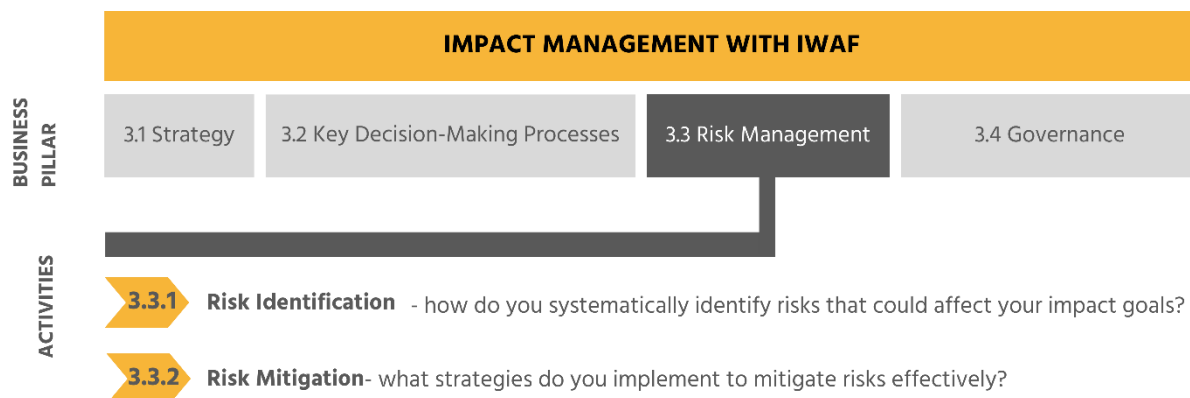 IMPACT MANAGEMENT WITH IWAF
BUSINESS
PILLAR
3.1 Strategy
3.2 Key Decision-Making Processes
3.3 Risk Management
3.4 Governance
ACTIVITIES
3.3.1 Risk Identification - how do you systematically identify risks that could affect your impact goals?
3.3.2 Risk Mitigation- what strategies do you implement to mitigate risks effectively?